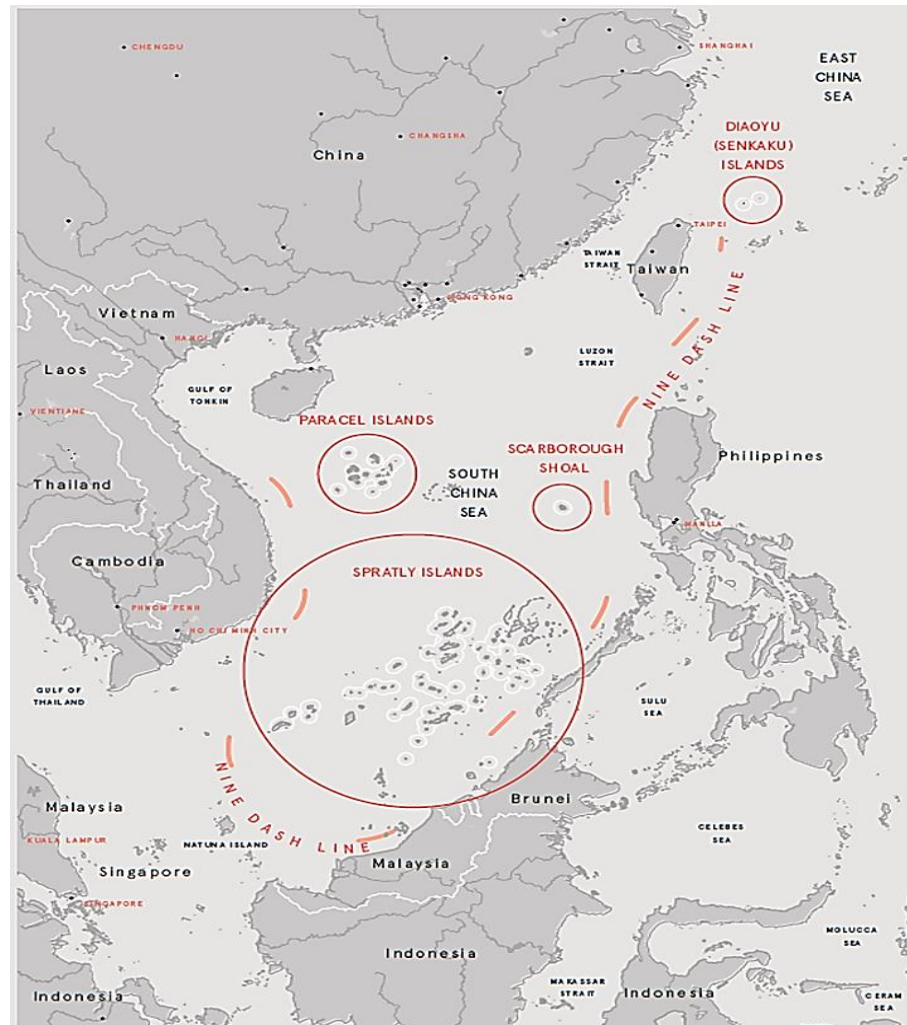 CHENGDU
SHANGHAI
EAST
CHINA
SEA
CHANGSHA
China
DIAOYU
(SENKAKU)
ISLANDS
TAIPEI
TAIWAN
STRAIT
Taiwan
HONG KONG
Vietnam
HANOI
Laos
GULF OF
TONKIN
LUZON
STRAIT
NINE DASH LINE
VIENTIANE
PARACEL ISLANDS
SCARBOROUGH
SHOAL
Philippines
Thailand
SOUTH
CHINA
SEA
MANLLA
Cambodia
SPRATLY ISLANDS
PHNOM PENH
HO CHI MINH CITY
GULF OF
THAILAND
SULU
SEA
NINE DASH LINE
Malaysia
Brunei
KUALA LAMPUR
NATUNA ISLAND
CELEBES
SEA
Malaysia
Singapore
SINGAPORE
MOLUCCA
SEA
Indonesia
MAKASSAR
STRAIT
Indonesia
Indonesia
CERAM
SEA